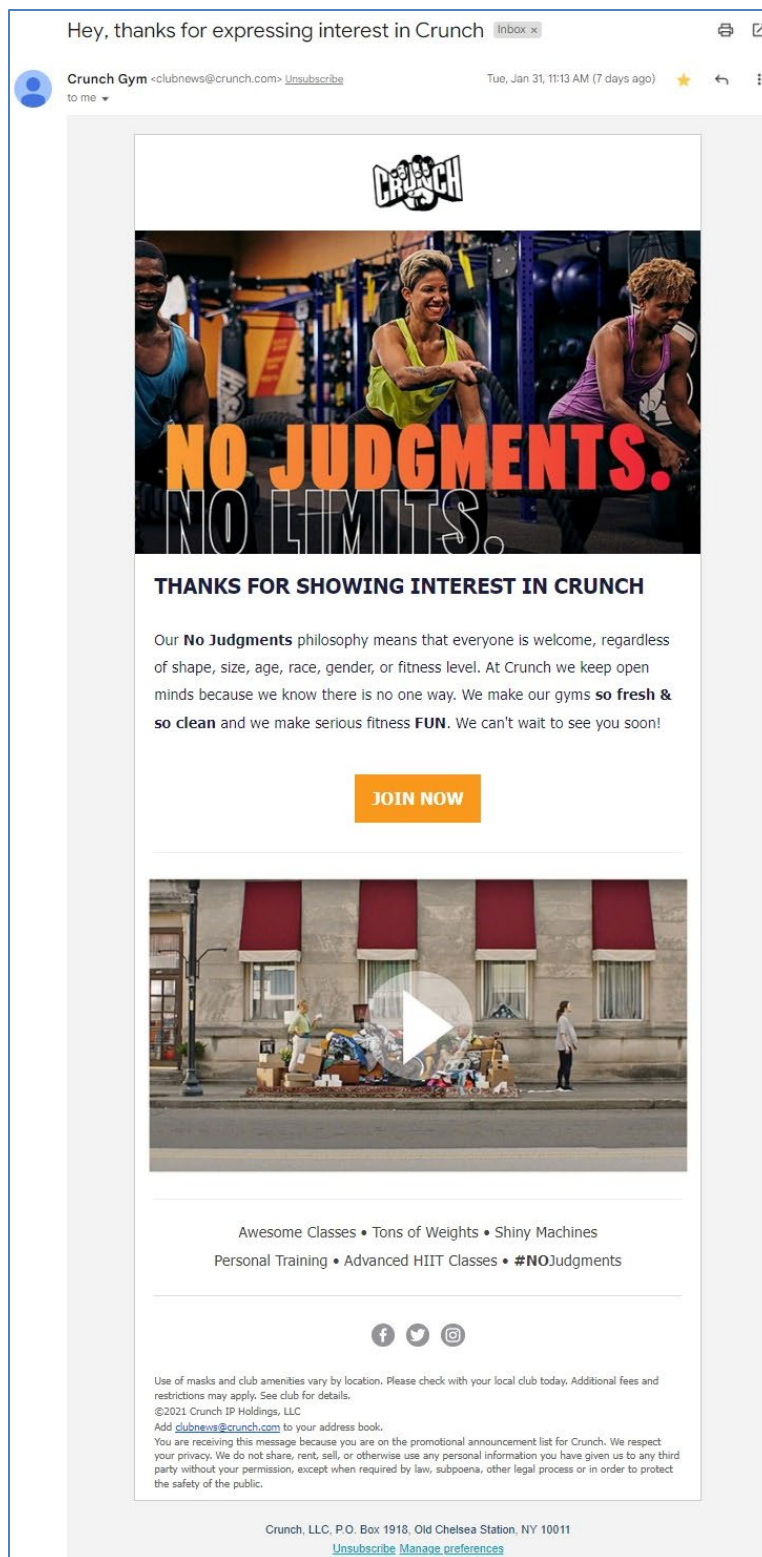 Hey, thanks for expressing interest in Crunch Inbox ×
Crunch Gym <clubnews@crunch.com> Unsubscribe Tue, Jan 31, 11:13 AM (7 days ago)
to me
CRUNCH
NO JUDGMENTS.
NO LIMITS.
THANKS FOR SHOWING INTEREST IN CRUNCH
Our No Judgments philosophy means that everyone is welcome, regardless
of shape, size, age, race, gender, or fitness level. At Crunch we keep open
minds because we know there is no one way. We make our gyms so fresh &
so clean and we make serious fitness FUN. We can't wait to see you soon!
JOIN NOW
Awesome Classes • Tons of Weights • Shiny Machines
Personal Training • Advanced HIIT Classes • #NOJudgments
Use of masks and club amenities vary by location. Please check with your local club today. Additional fees and
restrictions may apply. See club for details.
©2021 Crunch IP Holdings, LLC
Add clubnews@crunch.com to your address book.
You are receiving this message because you are on the promotional announcement list for Crunch. We respect
your privacy. We do not share, rent, sell, or otherwise use any personal information you have given us to any third
party without your permission, except when required by law, subpoena, other legal process or in order to protect
the safety of the public.
Crunch, LLC, P.O. Box 1918, Old Chelsea Station, NY 10011
Unsubscribe Manage preferences